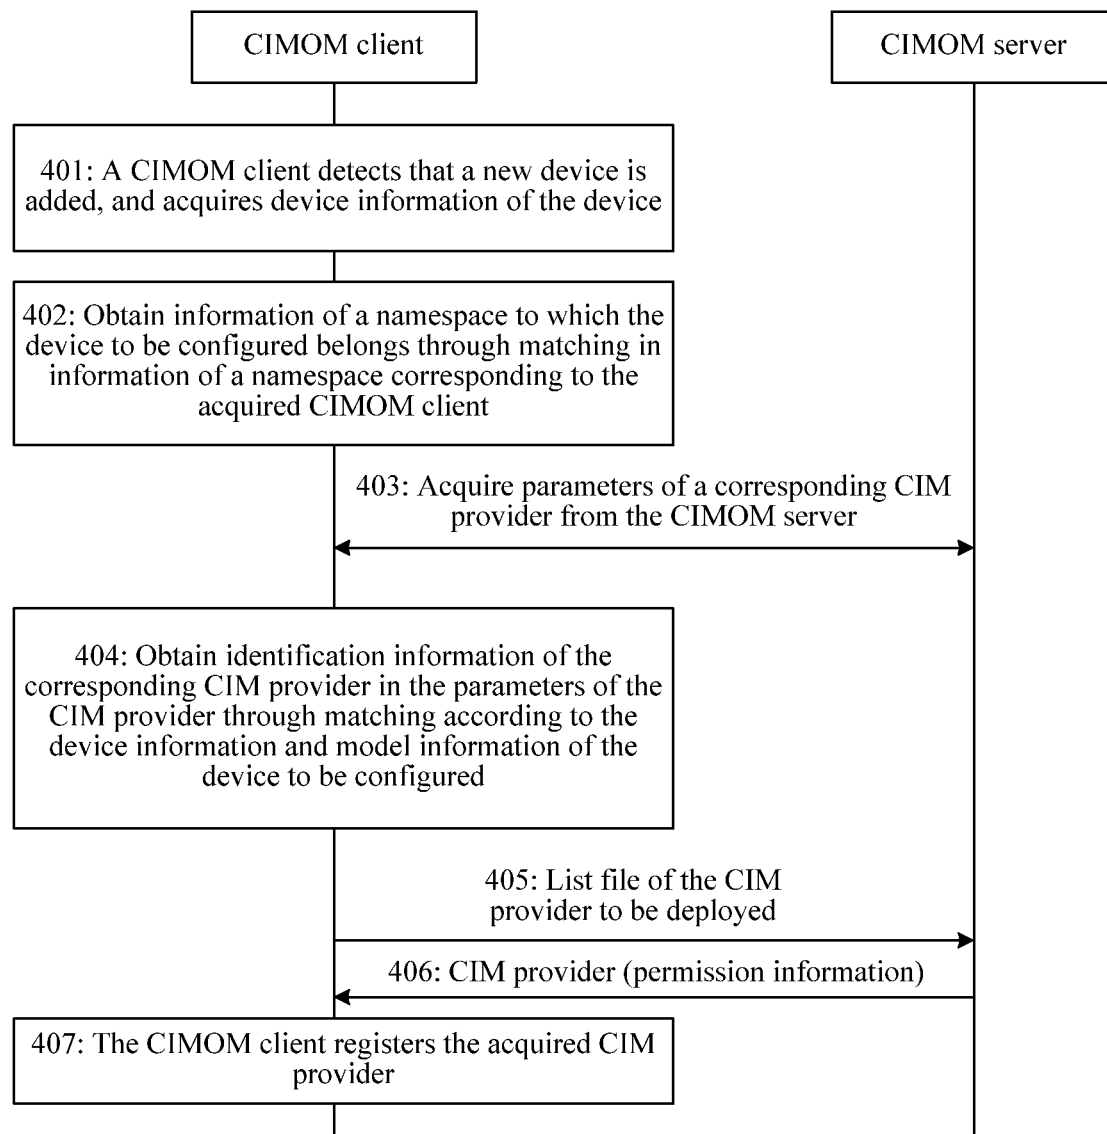 CIMOM client
CIMOM server
401: A CIMOM client detects that a new device is
added, and acquires device information of the device
402: Obtain information of a namespace to which the
device to be configured belongs through matching in
information of a namespace corresponding to the
acquired CIMOM client
403: Acquire parameters of a corresponding CIM
provider from the CIMOM server
404: Obtain identification information of the
corresponding CIM provider in the parameters of the
CIM provider through matching according to the
device information and model information of the
device to be configured
405: List file of the CIM
provider to be deployed
406: CIM provider (permission information)
407: The CIMOM client registers the acquired CIM
provider